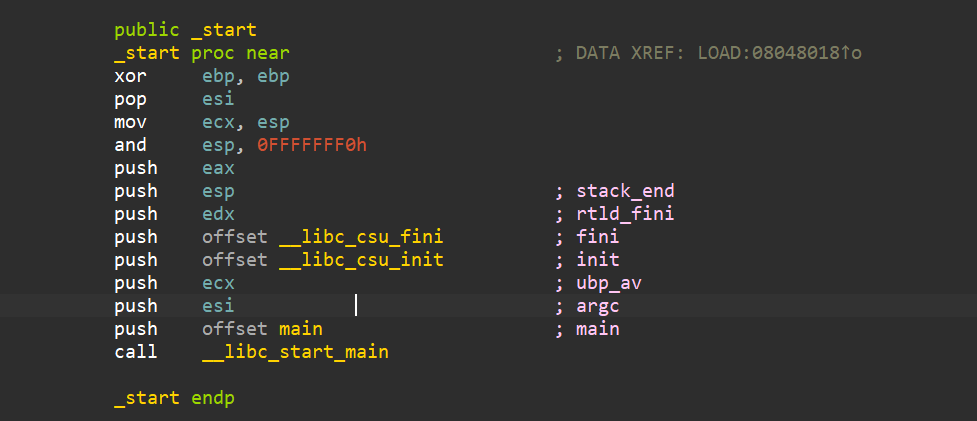 public _start
_start proc near ; DATA XREF: LOAD:08048018↑o
xor ebp, ebp
pop esi
mov ecx, esp
and esp, 0FFFFFFF0h
push eax
push esp ; stack_end
push edx ; rtld_fini
push offset __libc_csu_fini ; fini
push offset __libc_csu_init ; init
push ecx ; ubp_av
push esi ; argc
push offset main ; main
call __libc_start_main
_start endp